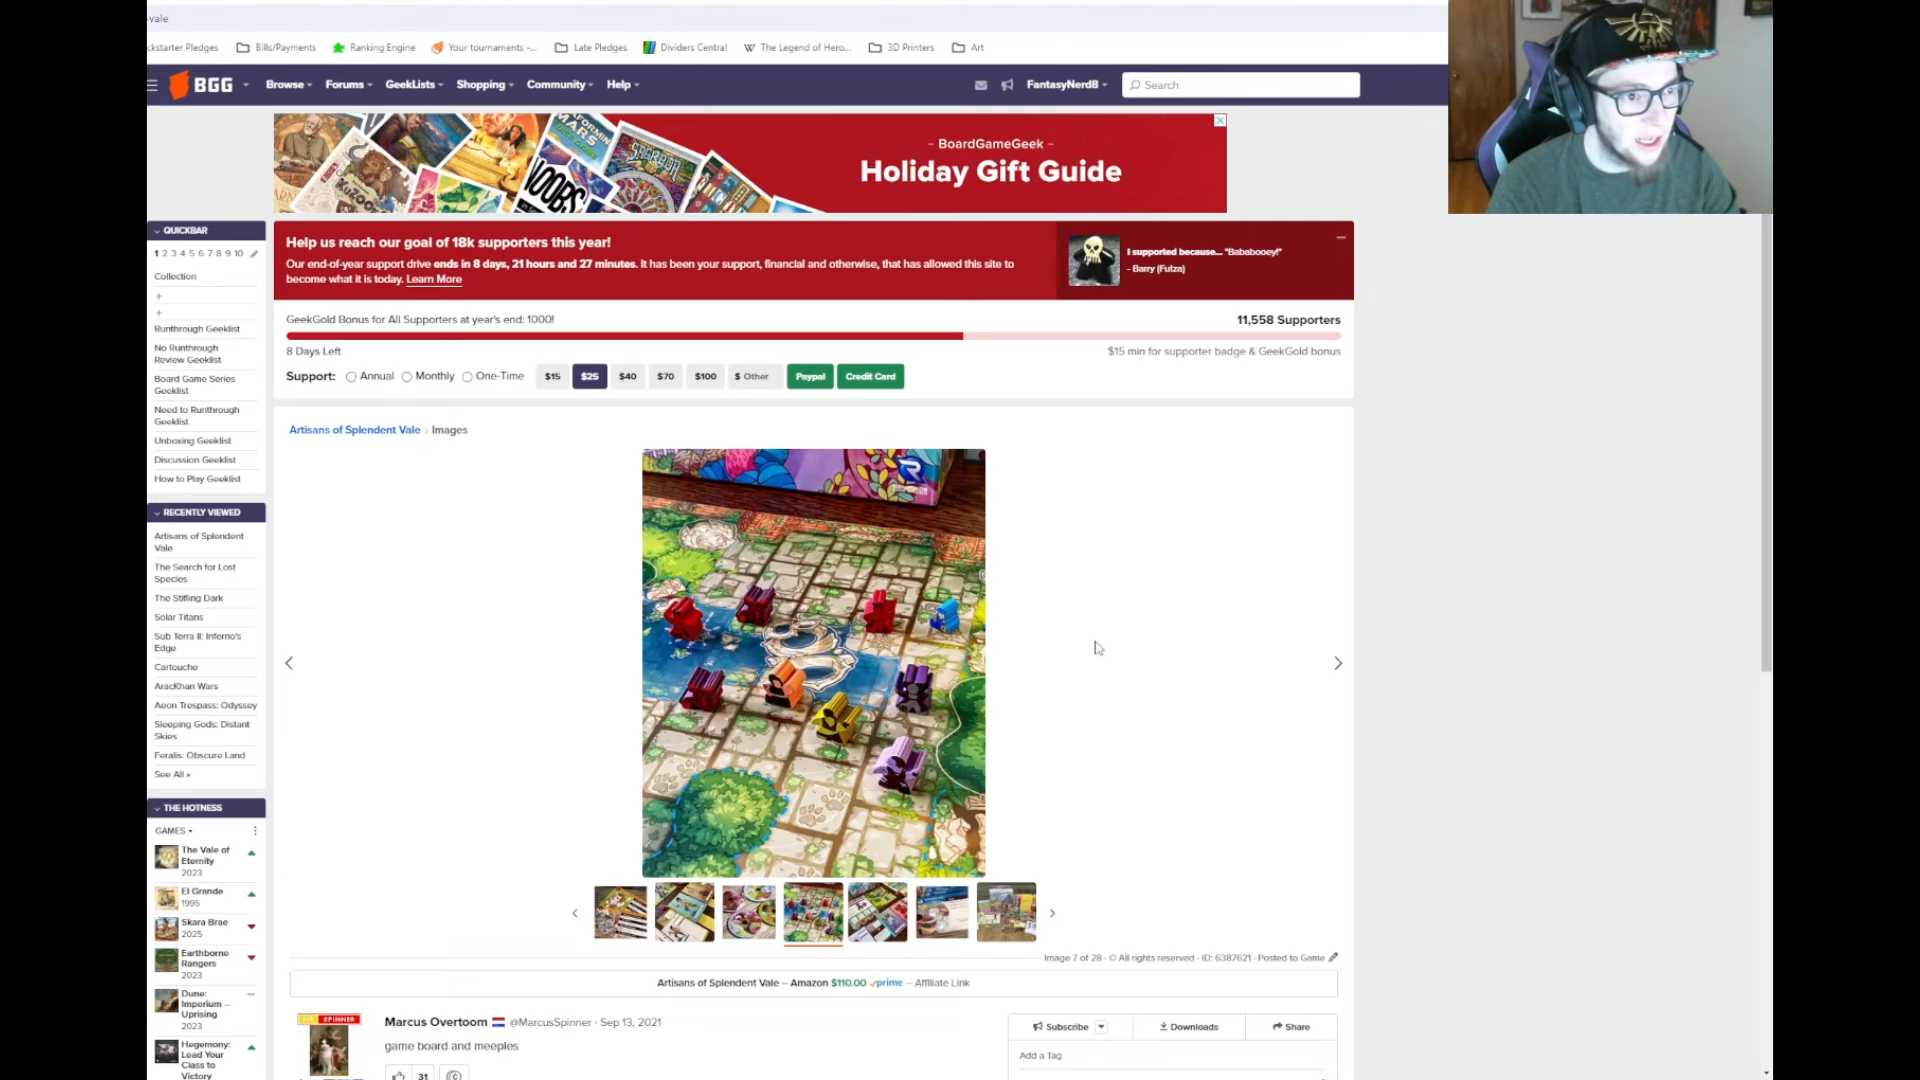 -vale
ckstarter Pledges Bills/Payments Ranking Engine Your tournaments -... Late Pledges Dividers Central The Legend of Hero... 3D Printers Art
BGG Browse Forums GeekLists Shopping Community Help FantasyNerd8 Search
- BoardGameGeek -
Holiday Gift Guide
QUICKBAR
1 2 3 4 5 6 7 8 9 10
Collection
+
+
Runthrough Geeklist
No Runthrough
Review Geeklist
Board Game Series
Geeklist
Need to Runthrough
Geeklist
Unboxing Geeklist
Discussion Geeklist
How to Play Geeklist
RECENTLY VIEWED
Artisans of Splendent
Vale
The Search for Lost
Species
The Stifling Dark
Solar Titans
Sub Terra II: Inferno's
Edge
Cartouche
AracKhan Wars
Aeon Trespass: Odyssey
Sleeping Gods: Distant
Skies
Feralis: Obscure Land
See All »
THE HOTNESS
GAMES
The Vale of
Eternity
2023
El Grande
1995
Skara Brae
2025
Earthborne
Rangers
2023
Dune:
Imperium –
Uprising
2023
Hegemony:
Lead Your
Class to
Victory
Help us reach our goal of 18k supporters this year!
Our end-of-year support drive ends in 8 days, 21 hours and 27 minutes. It has been your support, financial and otherwise, that has allowed this site to
become what it is today. Learn More
I supported because... "Bababooey!"
- Barry (Futza)
GeekGold Bonus for All Supporters at year's end: 1000!
11,558 Supporters
8 Days Left
$15 min for supporter badge & GeekGold bonus
Support: Annual Monthly One-Time $15 $25 $40 $70 $100 $ Other Paypal Credit Card
Artisans of Splendent Vale › Images
Image 7 of 28 · © All rights reserved · ID: 6387621 · Posted to Game
Artisans of Splendent Vale – Amazon $110.00 prime – Affiliate Link
SPINNER
Marcus Overtoom @MarcusSpinner · Sep 13, 2021
game board and meeples
31
Subscribe Downloads Share
Add a Tag